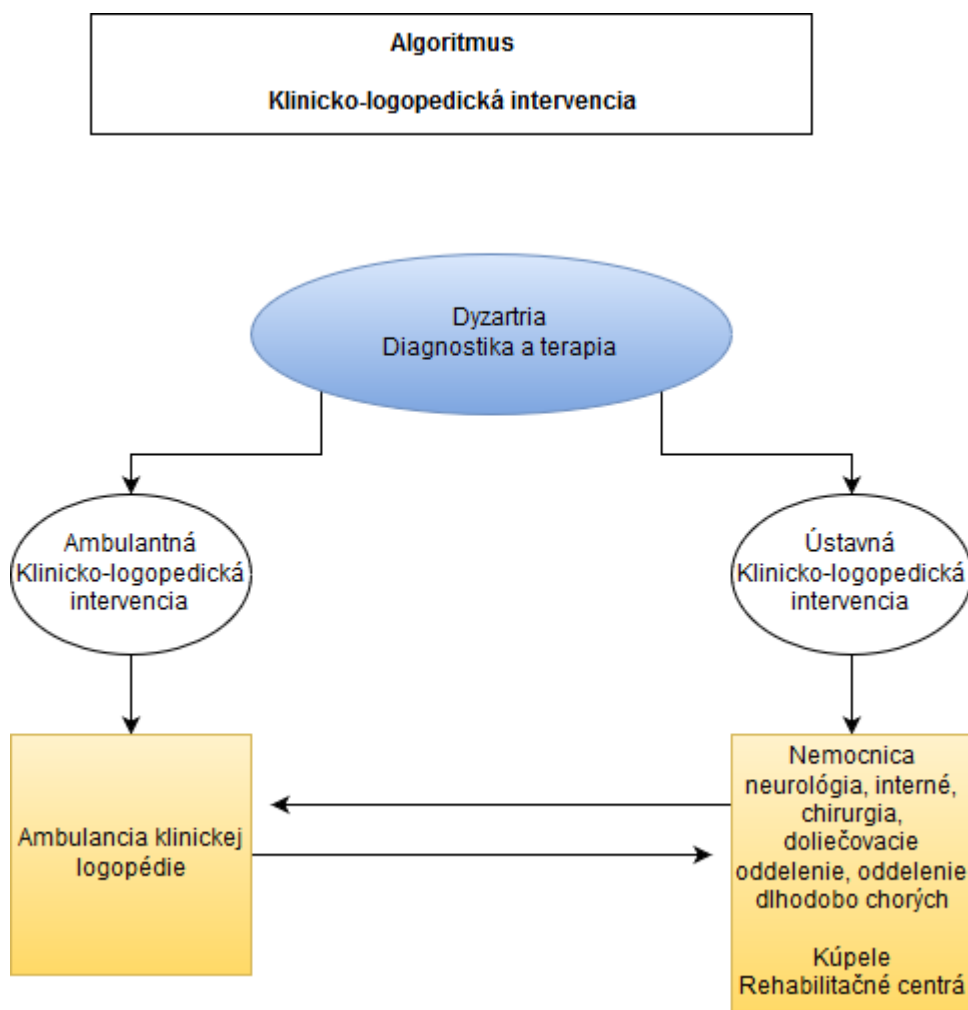 Algoritmus
Klinicko-logopedická intervencia
Dyzartria
Diagnostika a terapia
Ambulantná
Klinicko-logopedická
intervencia
Ústavná
Klinicko-logopedická
intervencia
Ambulancia klinickej
logopédie
Nemocnica
neurológia, interné,
chirurgia,
doliečovacie
oddelenie, oddelenie
dlhodobo chorých
Kúpele
Rehabilitačné centrá